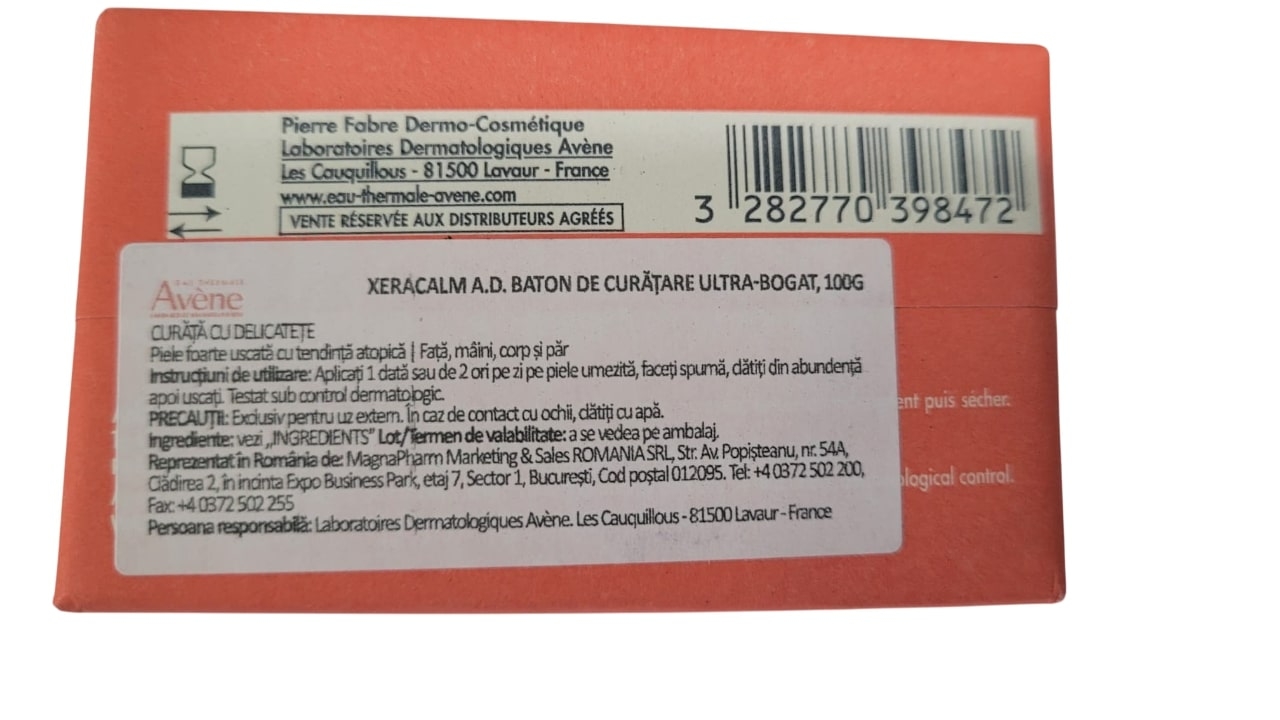 Pierre Fabre Dermo-Cosmétique
Laboratoires Dermatologiques Avène
Les Cauquillous - 81500 Lavaur - France
www.eau-thermale-avene.com
VENTE RÉSERVÉE AUX DISTRIBUTEURS AGRÉÉS
3 282770 398472
EAU THERMALE
Avène
XERACALM A.D. BATON DE CURĂȚARE ULTRA-BOGAT, 100G
CURĂȚĂ CU DELICATEȚE
Piele foarte uscată cu tendință atopică | Față, mâini, corp și păr
Instrucțiuni de utilizare: Aplicați 1 dată sau de 2 ori pe zi pe piele umezită, faceți spumă, clătiți din abundență
apoi uscați. Testat sub control dermatologic.
PRECAUȚII: Exclusiv pentru uz extern. În caz de contact cu ochii, clătiți cu apă.
Ingrediente: vezi „INGREDIENTS” Lot/Termen de valabilitate: a se vedea pe ambalaj.
Reprezentat în România de: MagnaPharm Marketing & Sales ROMANIA SRL, Str. Av. Popișteanu, nr. 54A,
Clădirea 2, în incinta Expo Business Park, etaj 7, Sector 1, București, Cod poștal 012095. Tel: +4 0372 502 200,
Fax: +4 0372 502 255
Persoana responsabilă: Laboratoires Dermatologiques Avène. Les Cauquillous - 81500 Lavaur - France
ent puis sécher.
ological control.